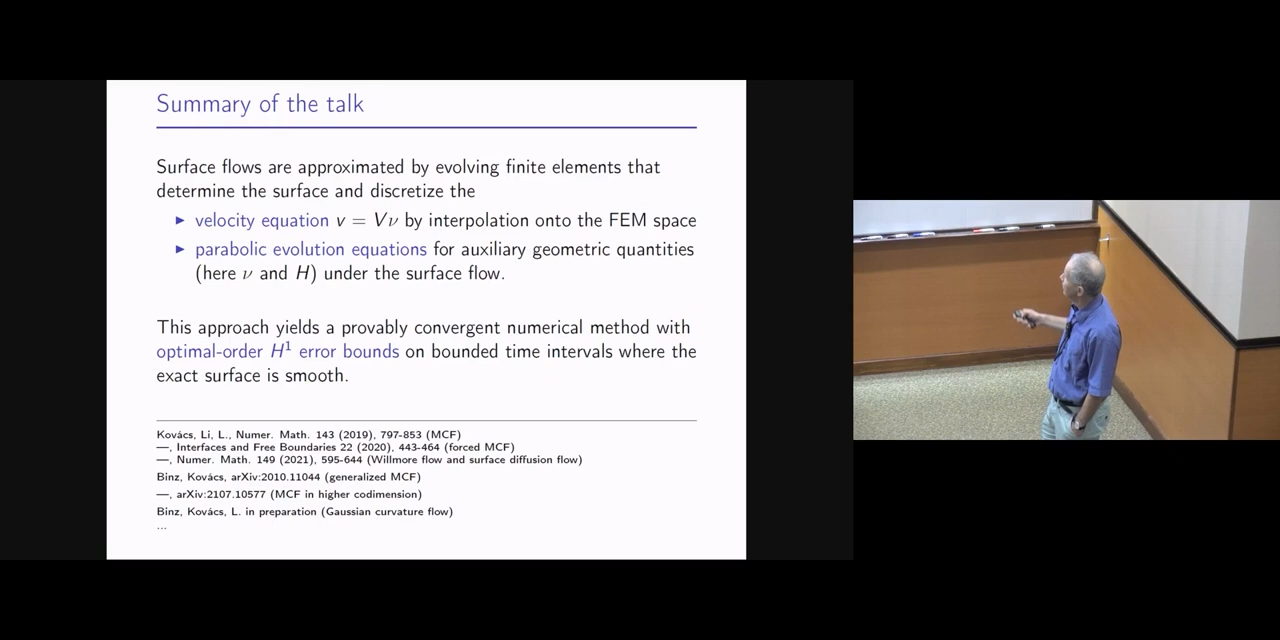 Summary of the talk
Surface flows are approximated by evolving finite elements that
determine the surface and discretize the
▶ velocity equation v = Vν by interpolation onto the FEM space
▶ parabolic evolution equations for auxiliary geometric quantities
(here ν and H) under the surface flow.
This approach yields a provably convergent numerical method with
optimal-order H¹ error bounds on bounded time intervals where the
exact surface is smooth.
Kovács, Li, L., Numer. Math. 143 (2019), 797-853 (MCF)
—, Interfaces and Free Boundaries 22 (2020), 443-464 (forced MCF)
—, Numer. Math. 149 (2021), 595-644 (Willmore flow and surface diffusion flow)
Binz, Kovács, arXiv:2010.11044 (generalized MCF)
—, arXiv:2107.10577 (MCF in higher codimension)
Binz, Kovács, L. in preparation (Gaussian curvature flow)
...